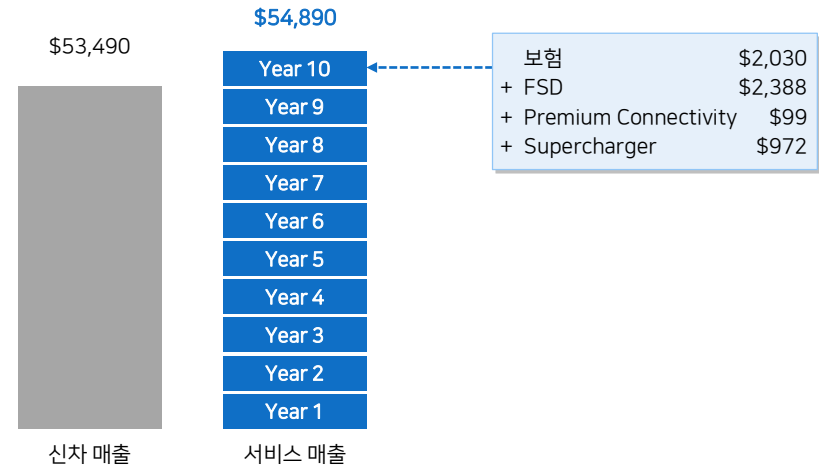 $54,890
$53,490
Year 10
Year 9
Year 8
Year 7
Year 6
Year 5
Year 4
Year 3
Year 2
Year 1
신차 매출
서비스 매출
보험 $2,030
+ FSD $2,388
+ Premium Connectivity $99
+ Supercharger $972